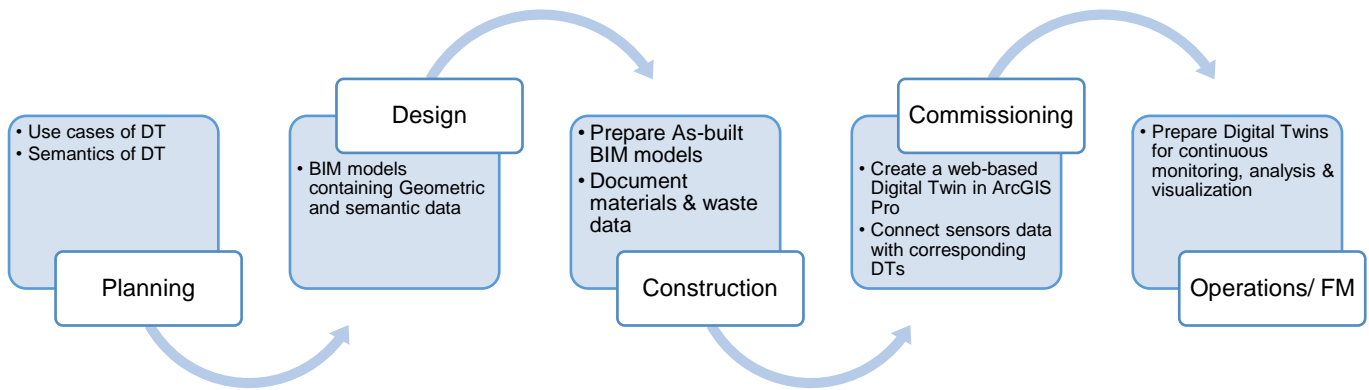 • Use cases of DT
• Semantics of DT
Planning
Design
• BIM models
containing Geometric
and semantic data
• Prepare As-built
BIM models
• Document
materials & waste
data
Construction
Commissioning
• Create a web-based
Digital Twin in ArcGIS
Pro
• Connect sensors data
with corresponding
DTs
• Prepare Digital Twins
for continuous
monitoring, analysis &
visualization
Operations/ FM